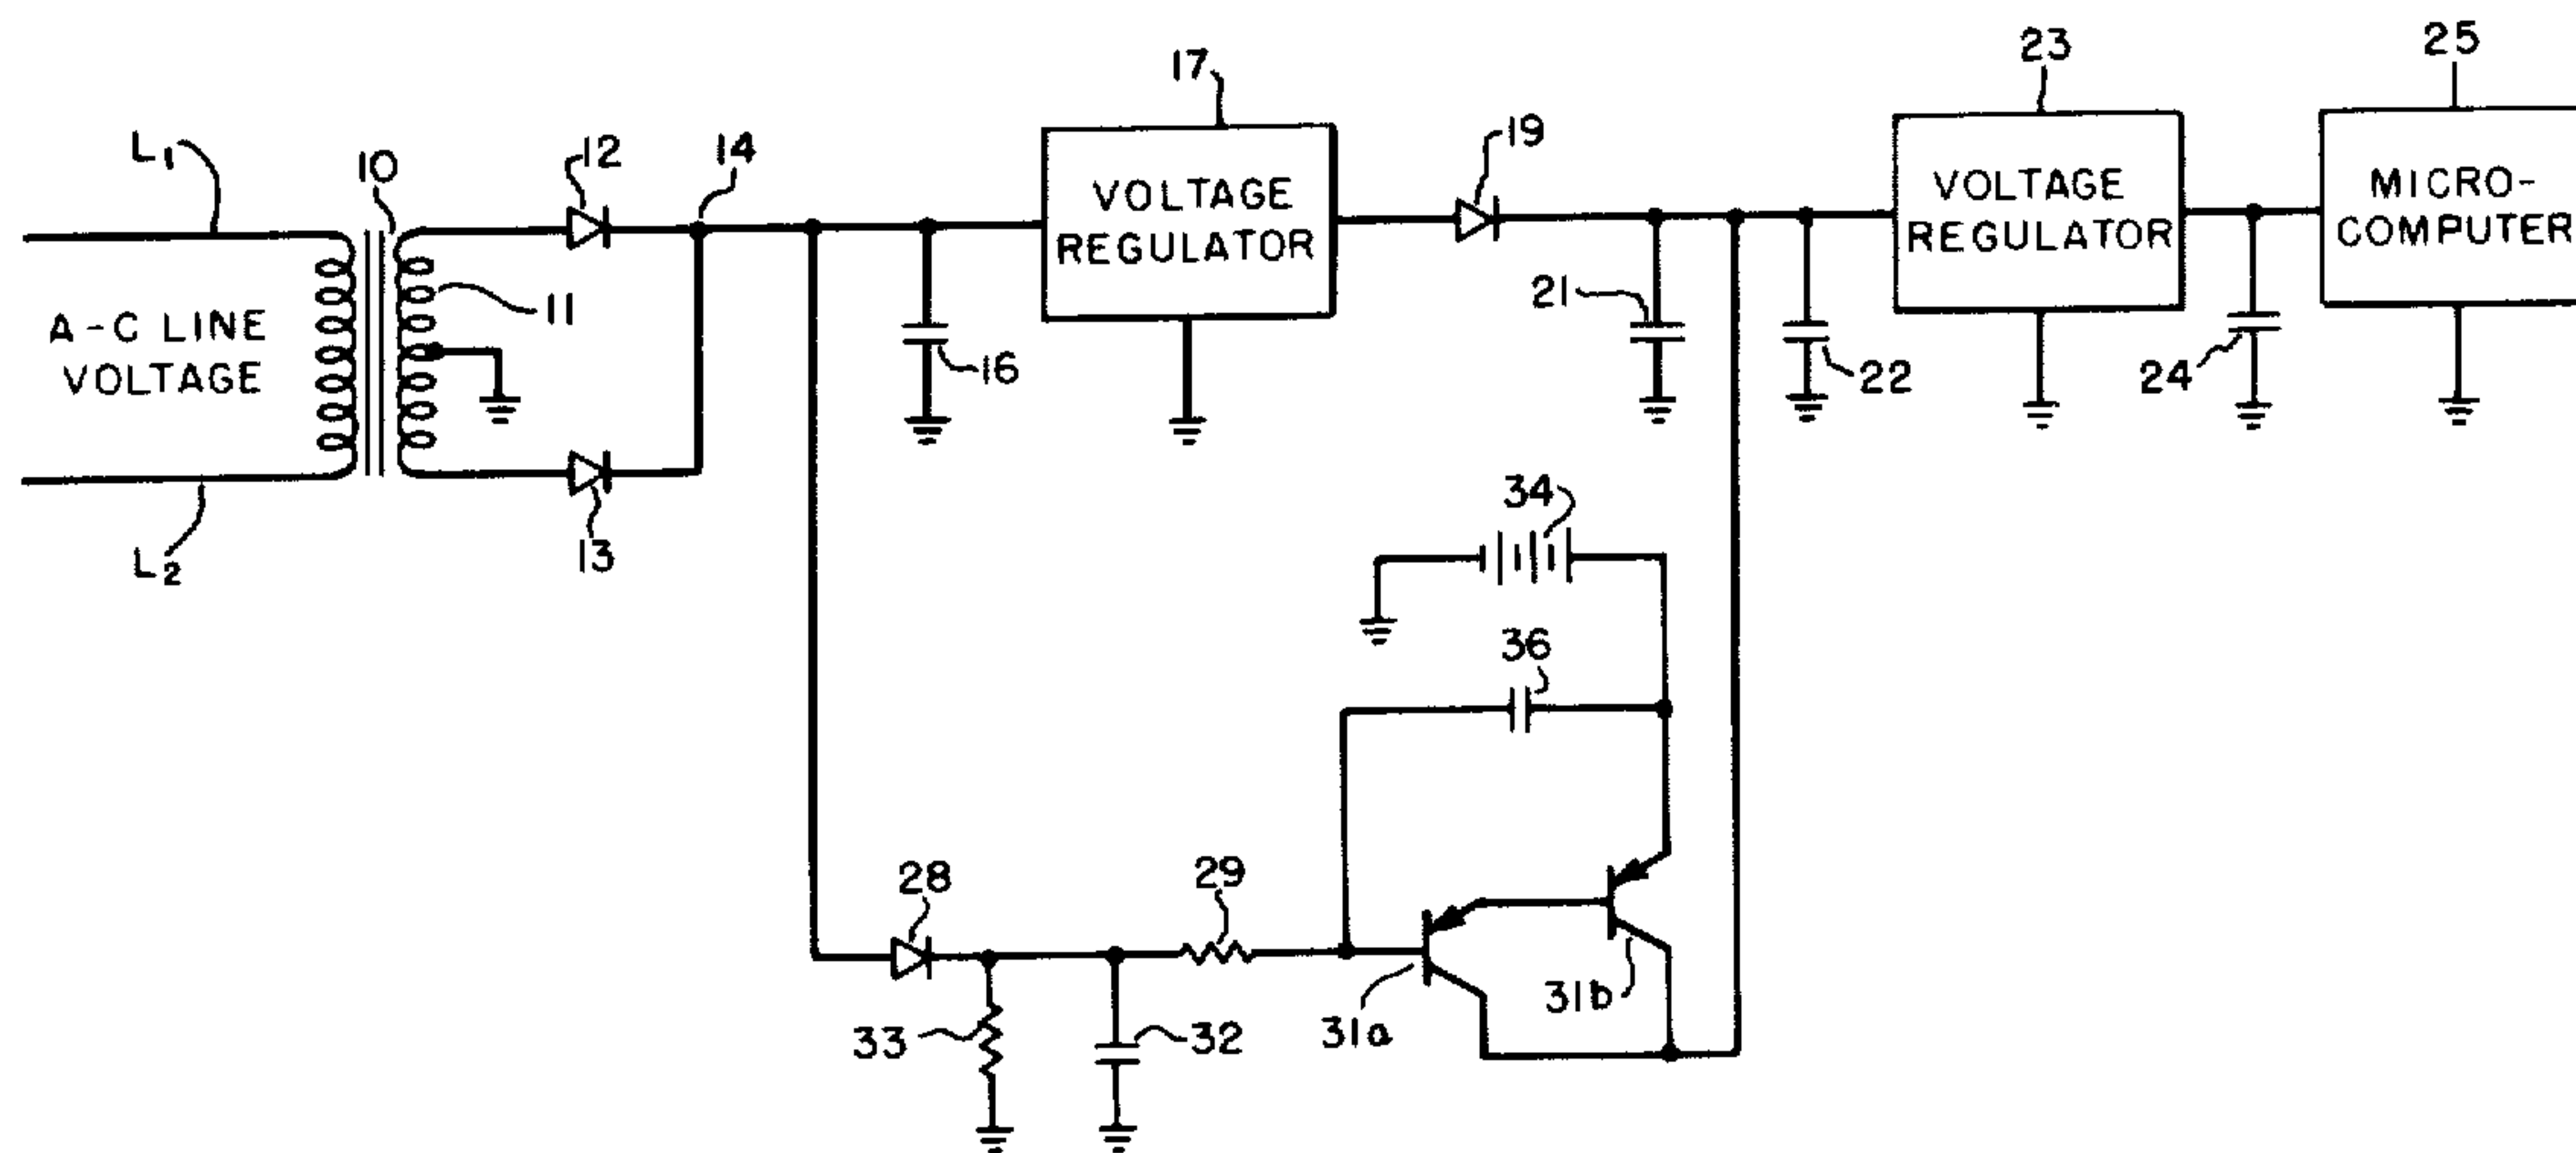 17
23
25
L1
10
12
14
19
VOLTAGE
REGULATOR
VOLTAGE
REGULATOR
MICRO-
COMPUTER
A-C LINE
VOLTAGE
11
16
21
22
24
L2
13
34
36
28
29
33
32
31a
31b